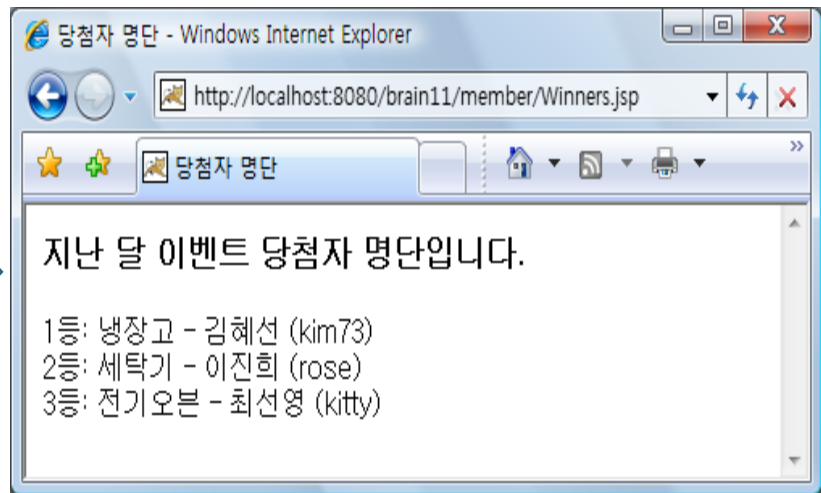 당첨자 명단 - Windows Internet Explorer
http://localhost:8080/brain11/member/Winners.jsp
당첨자 명단
지난 달 이벤트 당첨자 명단입니다.
1등: 냉장고 - 김혜선 (kim73)
2등: 세탁기 - 이진희 (rose)
3등: 전기오븐 - 최선영 (kitty)